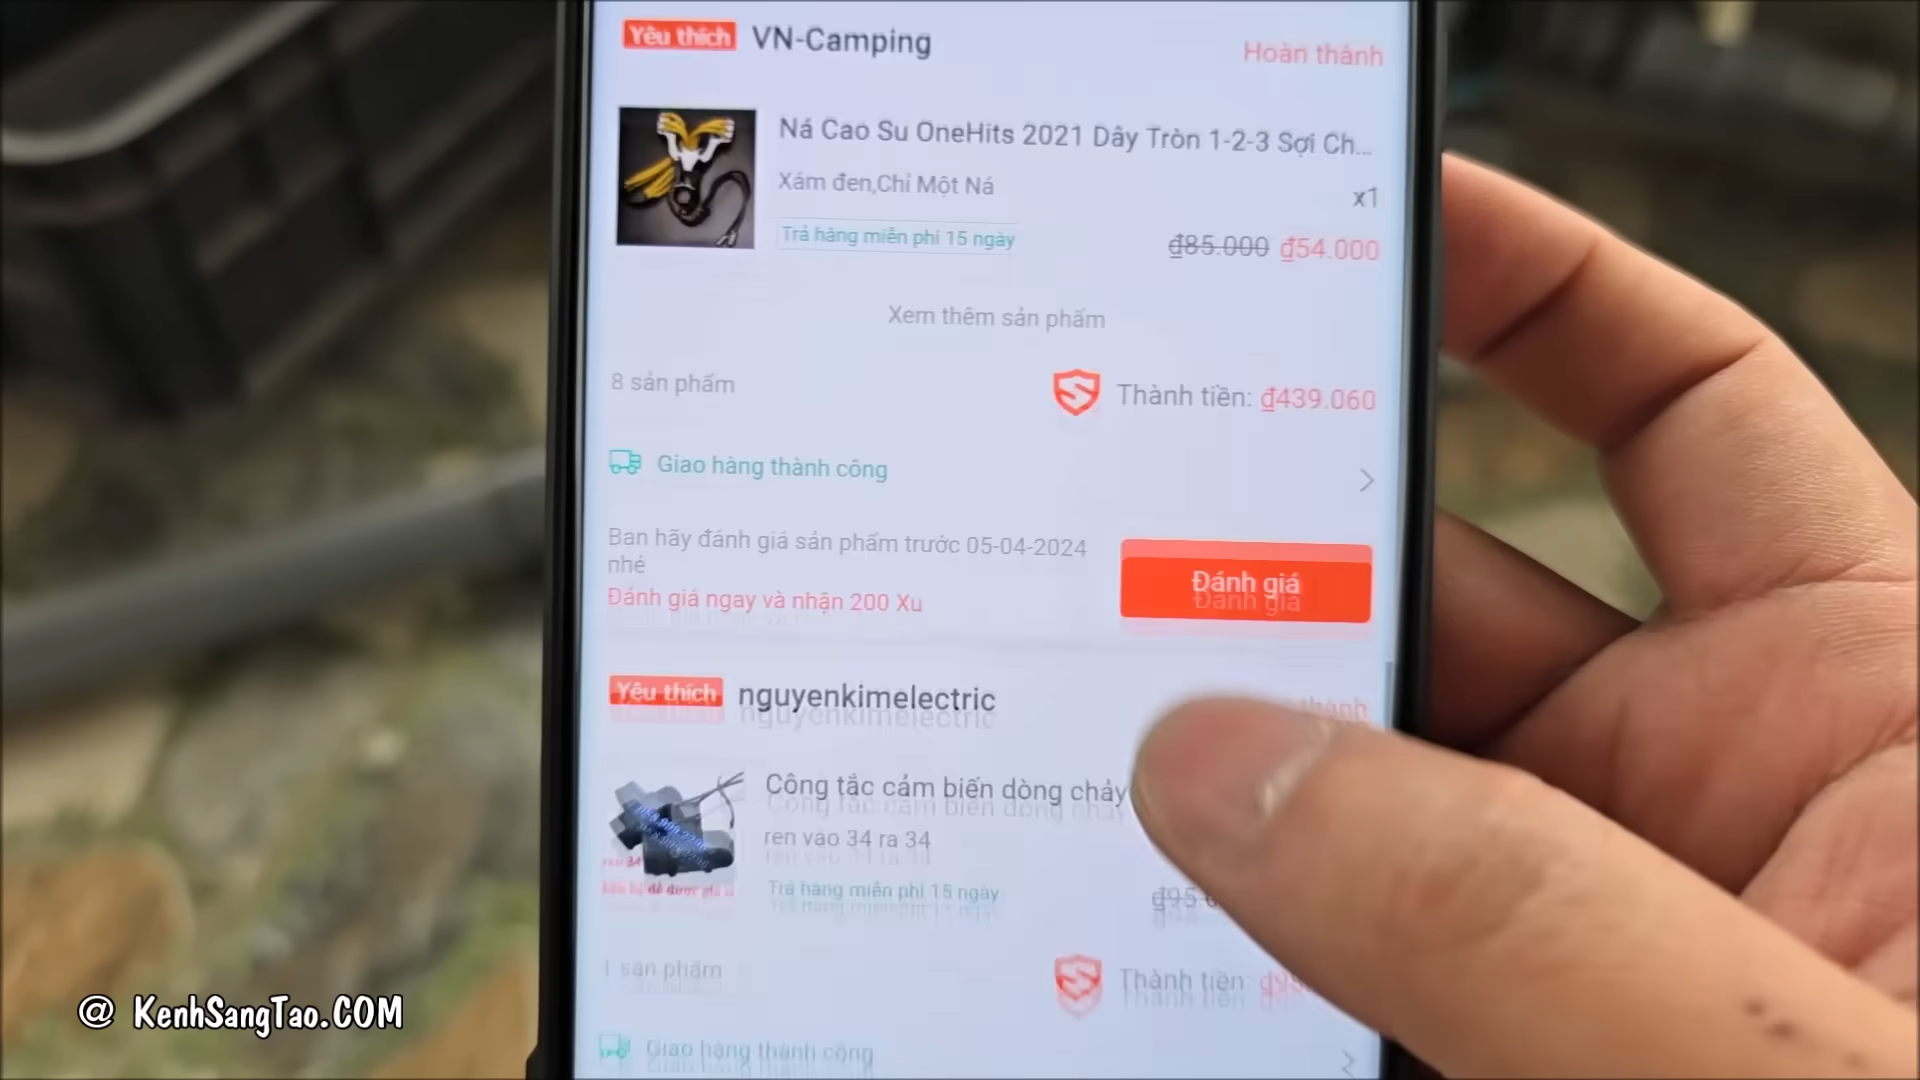 Yêu thích VN-Camping
Hoàn thành
Ná Cao Su OneHits 2021 Dây Tròn 1-2-3 Sợi Ch...
Xám đen,Chỉ Một Ná
x1
Trả hàng miễn phí 15 ngày
₫85.000 ₫54.000
Xem thêm sản phẩm
8 sản phẩm
Thành tiền: ₫439.060
Giao hàng thành công
Bạn hãy đánh giá sản phẩm trước 05-04-2024
nhé
Đánh giá ngay và nhận 200 Xu
Đánh giá
Yêu thích nguyenkimelectric
thành
Công tắc cảm biến dòng chảy
ren vào 34 ra 34
Trả hàng miễn phí 15 ngày
1 sản phẩm
Thành tiền:
Giao hàng thành công
@ KenhSangTao.COM